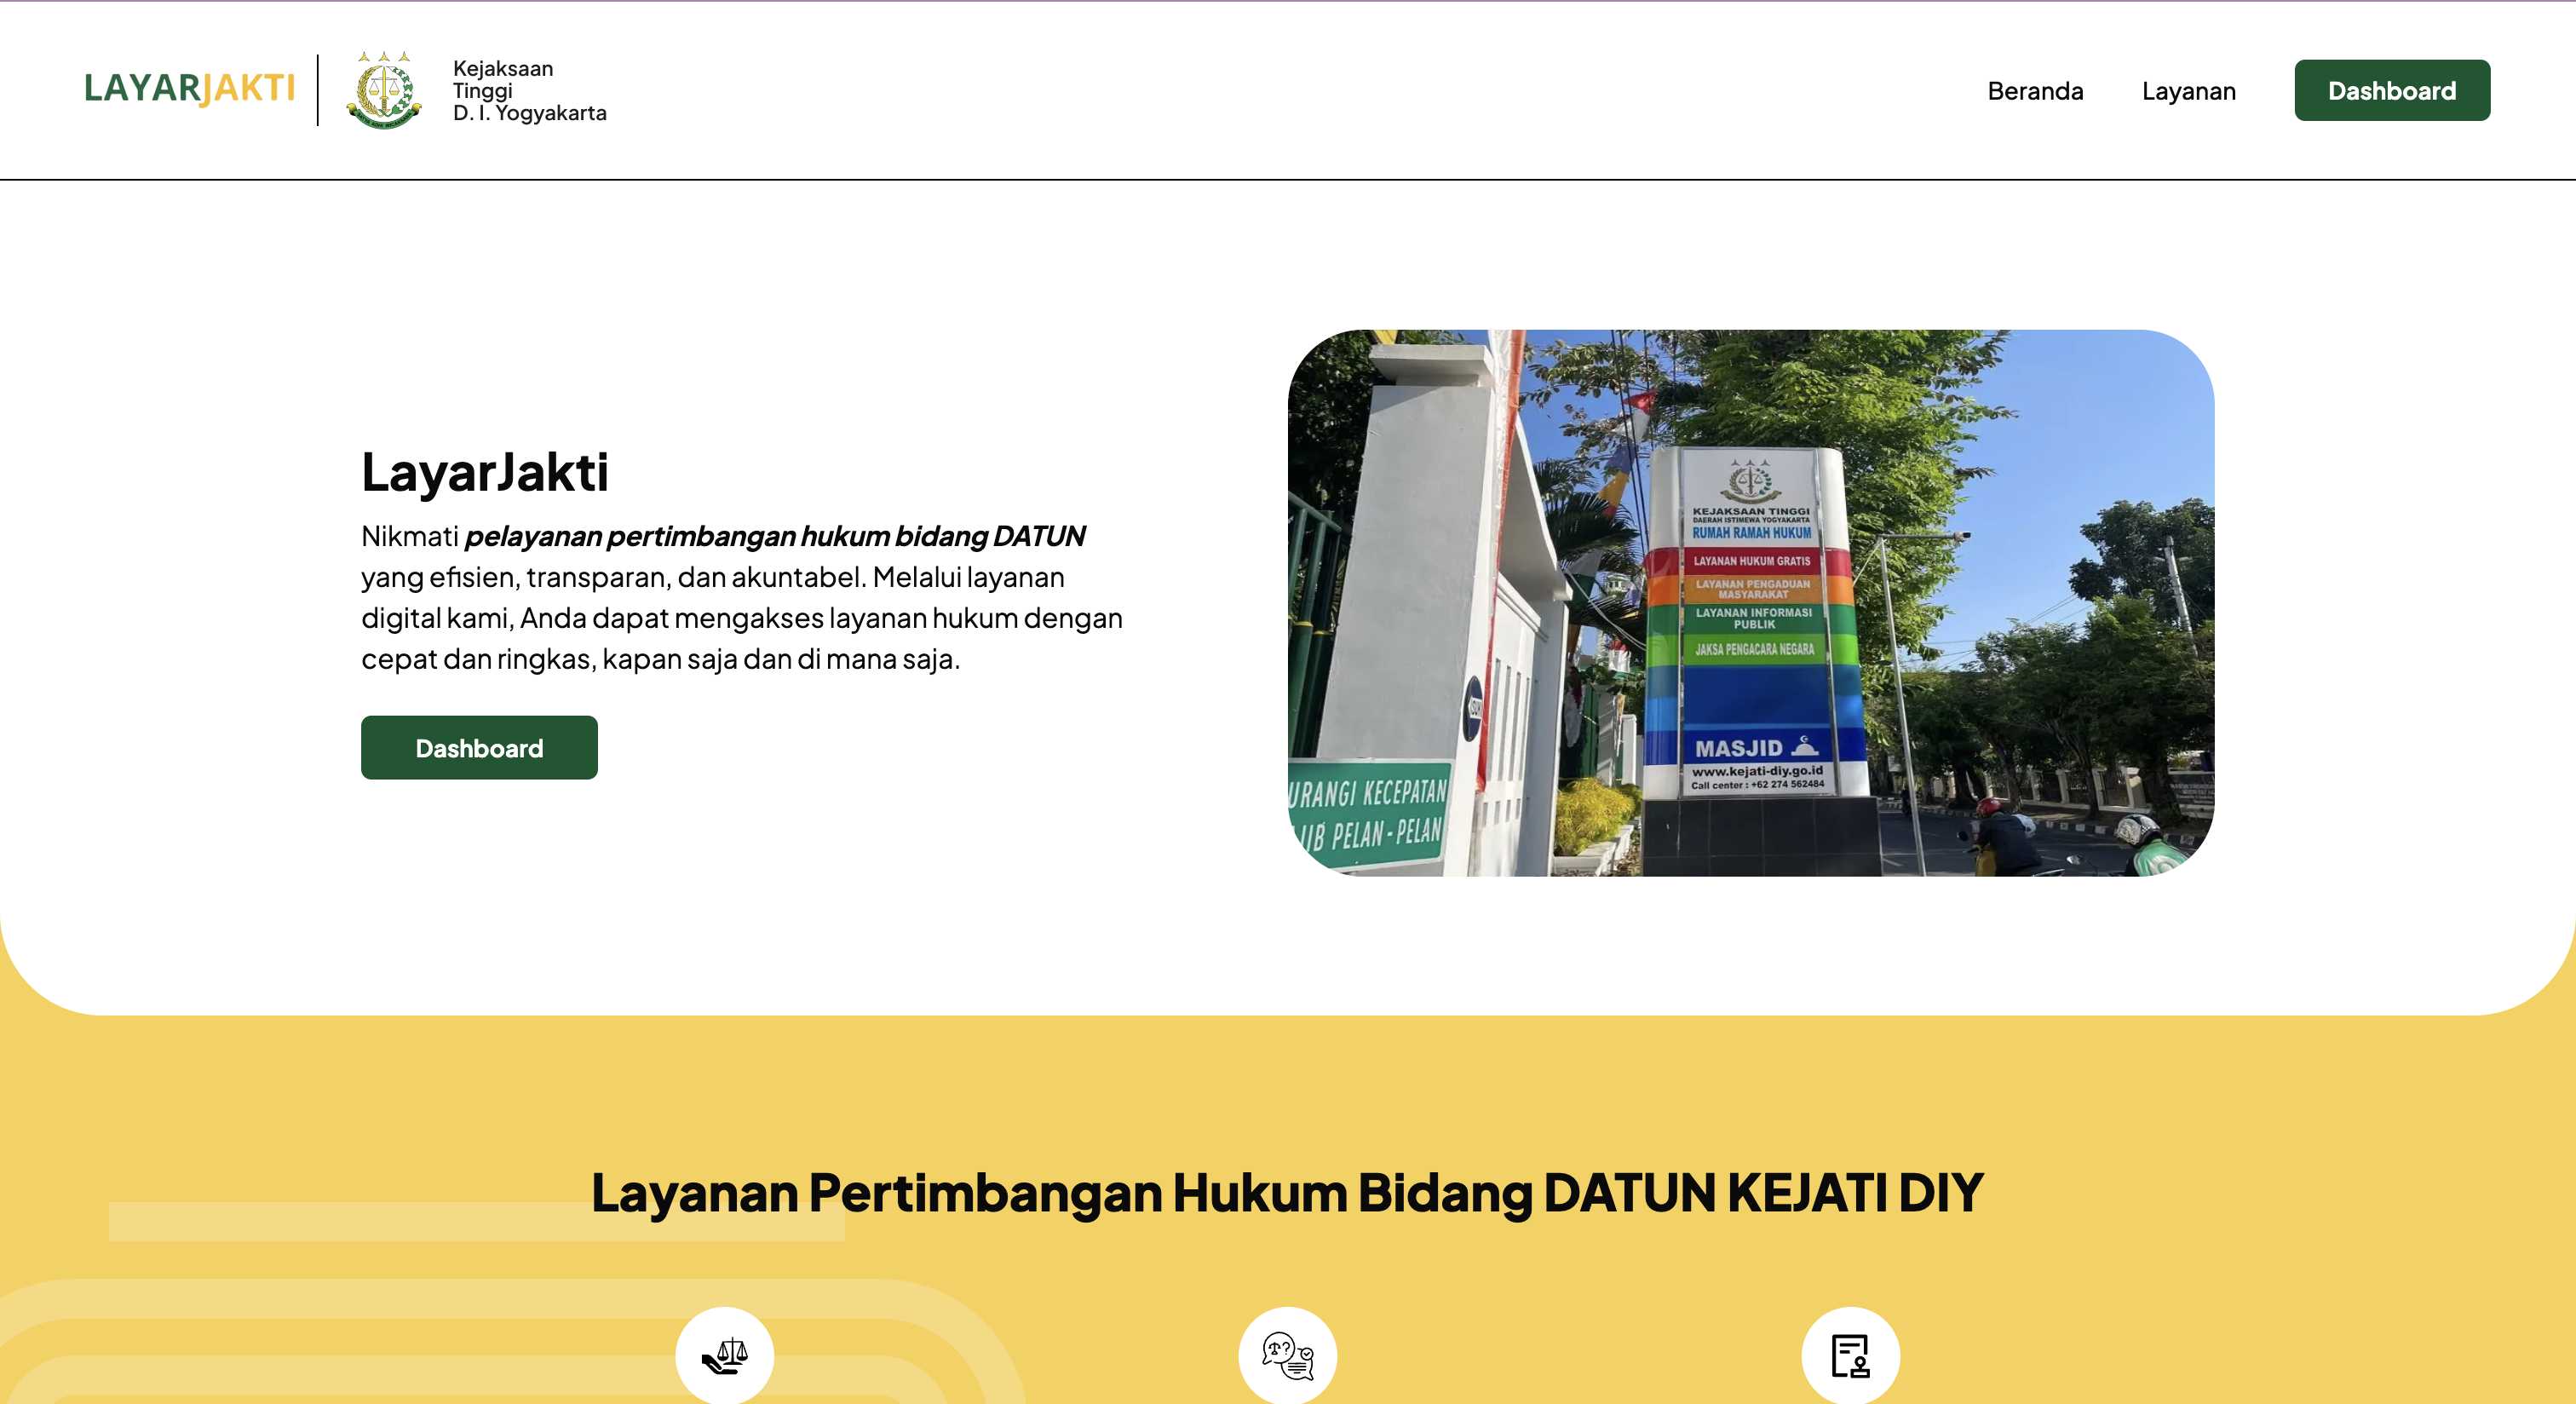 LAYARJAKTI
Kejaksaan
Tinggi
D. I. Yogyakarta
Beranda
Layanan
Dashboard
LayarJakti
Nikmati pelayanan pertimbangan hukum bidang DATUN
yang efisien, transparan, dan akuntabel. Melalui layanan
digital kami, Anda dapat mengakses layanan hukum dengan
cepat dan ringkas, kapan saja dan di mana saja.
Dashboard
KEJAKSAAN TINGGI
DAERAH ISTIMEWA YOGYAKARTA
RUMAH RAMAH HUKUM
LAYANAN HUKUM GRATIS
LAYANAN PENGADUAN
MASYARAKAT
LAYANAN INFORMASI
PUBLIK
JAKSA PENGACARA NEGARA
MASJID
www.kejati-diy.go.id
Call center : +62 274 562484
URANGI KECEPATAN
PELAN - PELAN
Layanan Pertimbangan Hukum Bidang DATUN KEJATI DIY